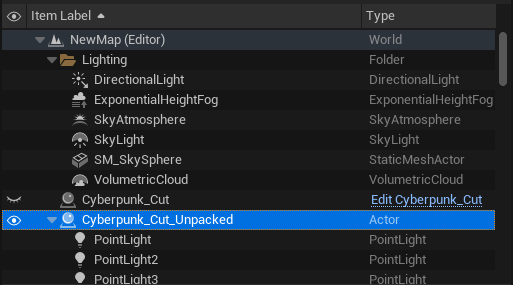 Item Label Type
NewMap (Editor) World
Lighting Folder
DirectionalLight DirectionalLight
ExponentialHeightFog ExponentialHeightFog
SkyAtmosphere SkyAtmosphere
SkyLight SkyLight
SM_SkySphere StaticMeshActor
VolumetricCloud VolumetricCloud
Cyberpunk_Cut Edit Cyberpunk_Cut
Cyberpunk_Cut_Unpacked Actor
PointLight PointLight
PointLight2 PointLight
PointLight3 PointLight